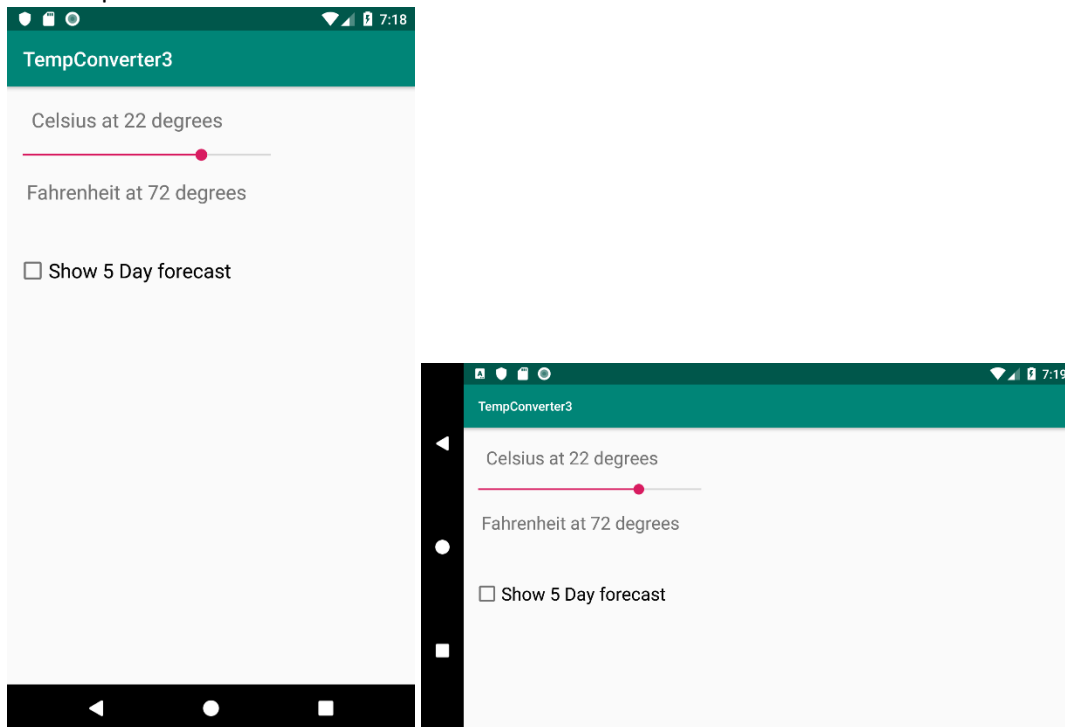 7:18
TempConverter3
Celsius at 22 degrees
Fahrenheit at 72 degrees
Show 5 Day forecast
7:19
TempConverter3
Celsius at 22 degrees
Fahrenheit at 72 degrees
Show 5 Day forecast